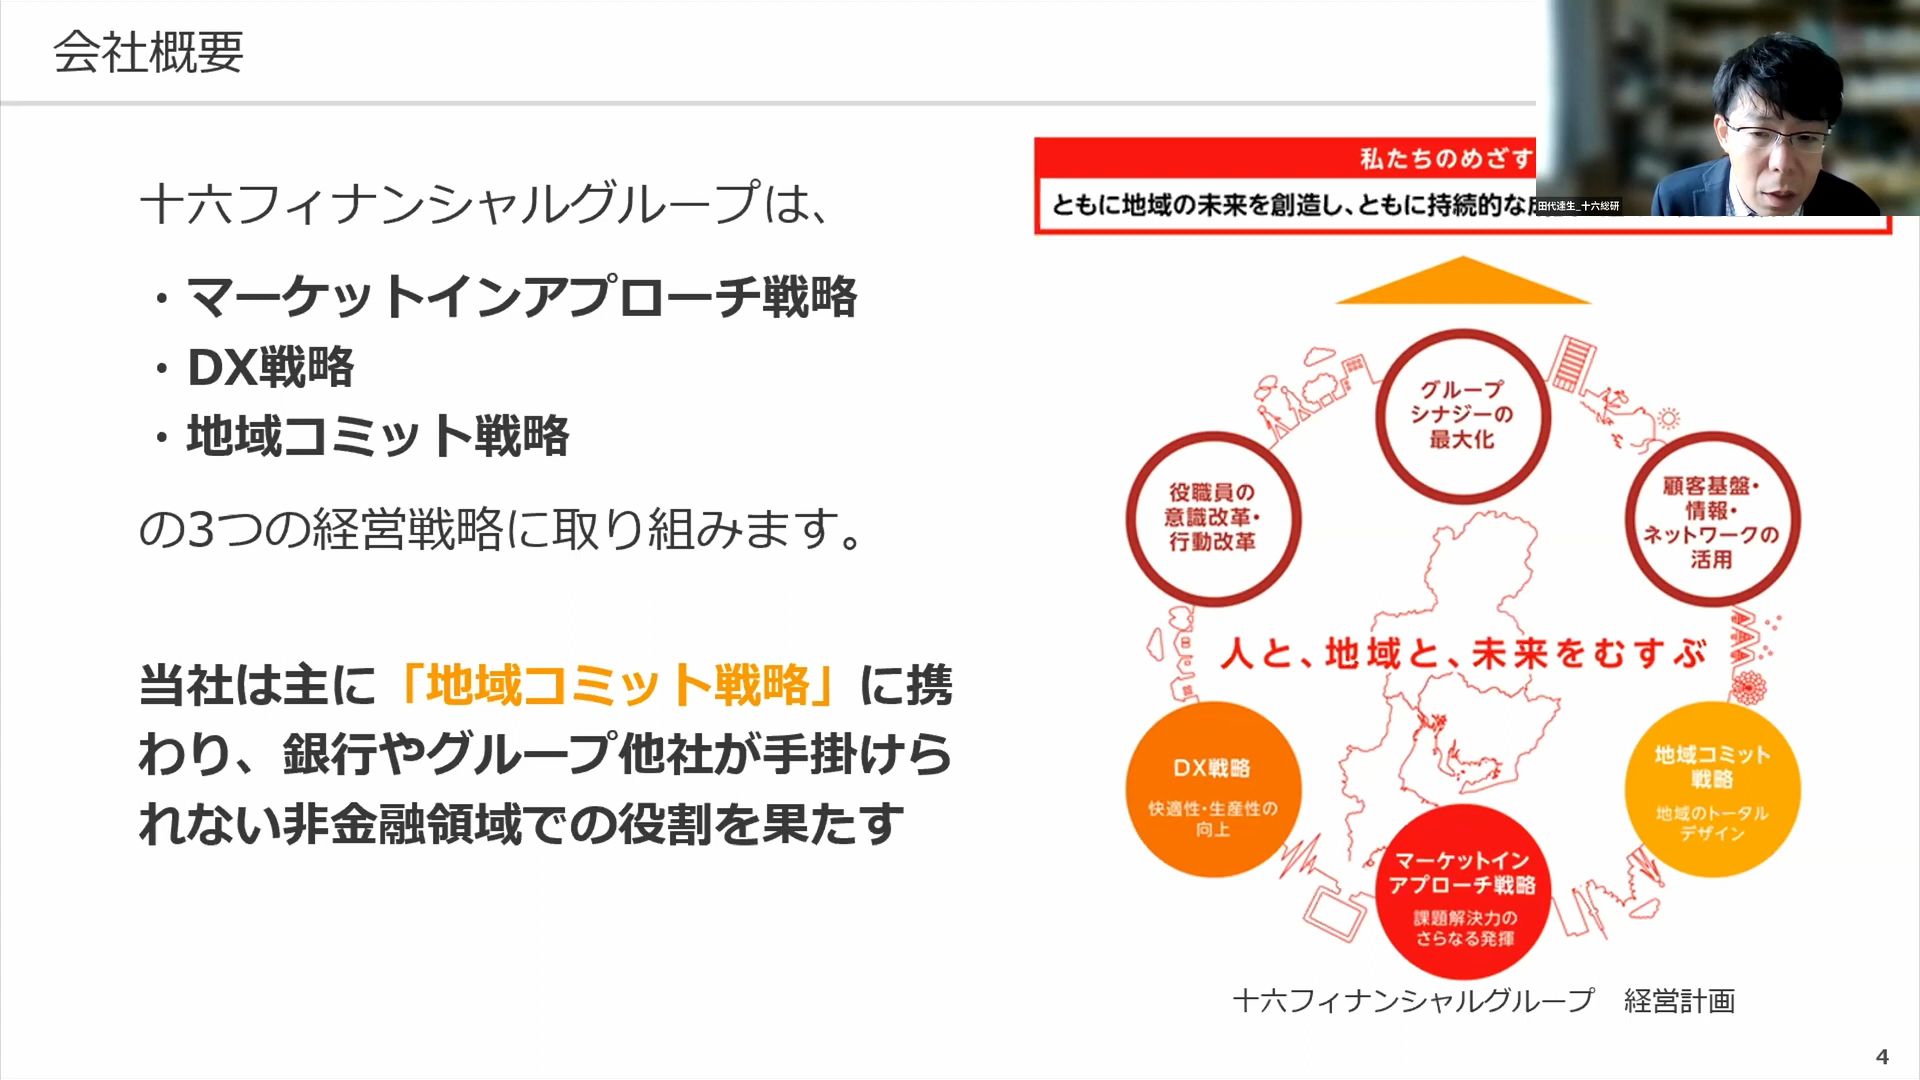 会社概要
十六フィナンシャルグループは、
・マーケットインアプローチ戦略
・DX戦略
・地域コミット戦略
の3つの経営戦略に取り組みます。
当社は主に「地域コミット戦略」に携
わり、銀行やグループ他社が手掛けら
れない非金融領域での役割を果たす
私たちのめざす
ともに地域の未来を創造し、ともに持続的な
田代達生_十六総研
グループ
シナジーの
最大化
役職員の
意識改革・
行動改革
顧客基盤・
情報・
ネットワークの
活用
人と、地域と、未来をむすぶ
DX戦略
快適性・生産性の
向上
地域コミット
戦略
地域のトータル
デザイン
マーケットイン
アプローチ戦略
課題解決力の
さらなる発揮
十六フィナンシャルグループ　経営計画
4